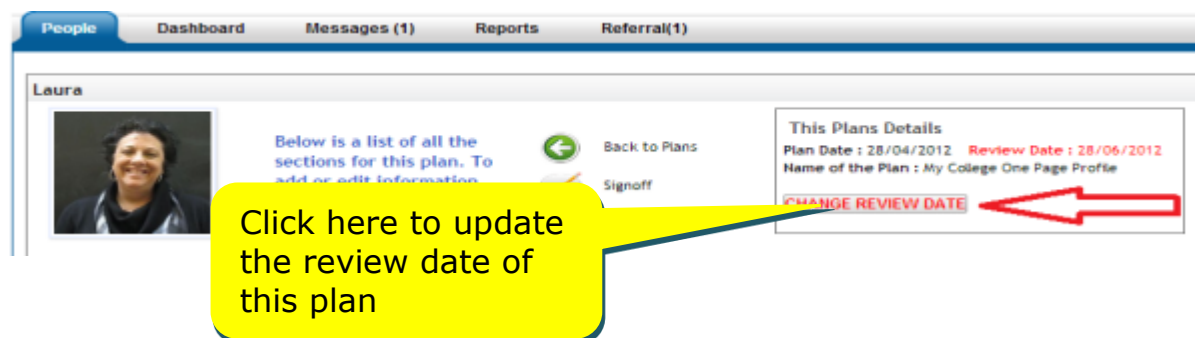 People Dashboard Messages (1) Reports Referral(1)
Laura
Below is a list of all the
sections for this plan. To
add or edit information
Back to Plans
Signoff
This Plans Details
Plan Date : 28/04/2012 Review Date : 28/06/2012
Name of the Plan : My College One Page Profile
CHANGE REVIEW DATE
Click here to update
the review date of
this plan